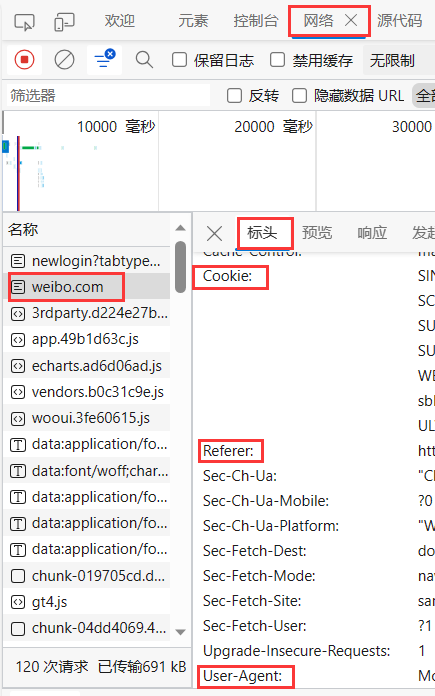 欢迎 元素 控制台 网络 源代码
保留日志 禁用缓存 无限制
筛选器 反转 隐藏数据 URL
10000 毫秒 20000 毫秒 30000
名称 标头 预览 响应
newlogin?tabtype...
weibo.com
3rdparty.d224e27b...
app.49b1d63c.js
echarts.ad6d06ad.js
vendors.b0c31c9e.js
wooui.3fe60615.js
data:application/fo...
data:font/woff;char...
data:application/fo...
data:application/fo...
data:application/fo...
chunk-019705cd.d...
gt4.js
chunk-04dd4069.4...
120 次请求 已传输691 kB
Cache-Control: ma
Cookie: SIN
SC
SU
SU
WE
sbl
UL
Referer: htt
Sec-Ch-Ua: "Cl
Sec-Ch-Ua-Mobile: ?0
Sec-Ch-Ua-Platform: "W
Sec-Fetch-Dest: do
Sec-Fetch-Mode: nav
Sec-Fetch-Site: san
Sec-Fetch-User: ?1
Upgrade-Insecure-Requests: 1
User-Agent: Mo